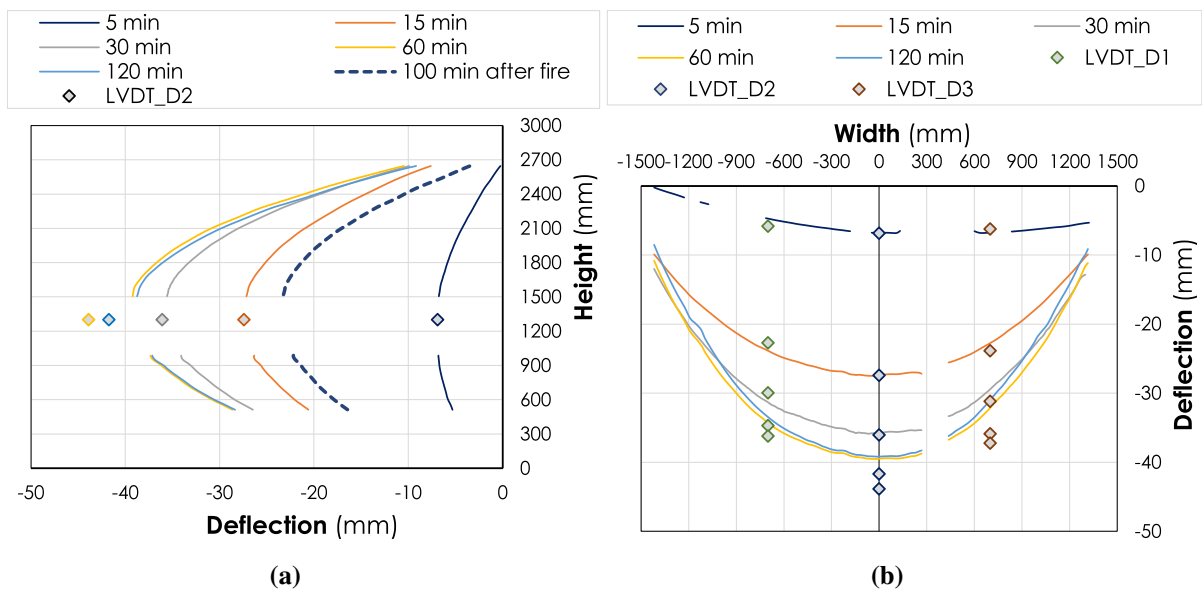 5 min 15 min
30 min 60 min
120 min 100 min after fire
LVDT_D2
-50 -40 -30 -20 -10 0
3000
2700
2400
2100
1800
1500
1200
900
600
300
0
Height (mm)
Deflection (mm)
(a)
5 min 15 min 30 min
60 min 120 min LVDT_D1
LVDT_D2 LVDT_D3
Width (mm)
-1500 -1200 -900 -600 -300 0 300 600 900 1200 1500
0
-10
-20
-30
-40
-50
Deflection (mm)
(b)